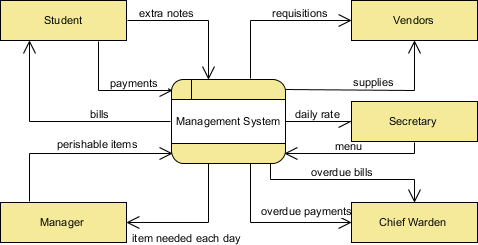 extra notes
requisitions
Student
Vendors
payments
supplies
bills
Management System
daily rate
Secretary
perishable items
menu
overdue bills
Manager
overdue payments
Chief Warden
item needed each day